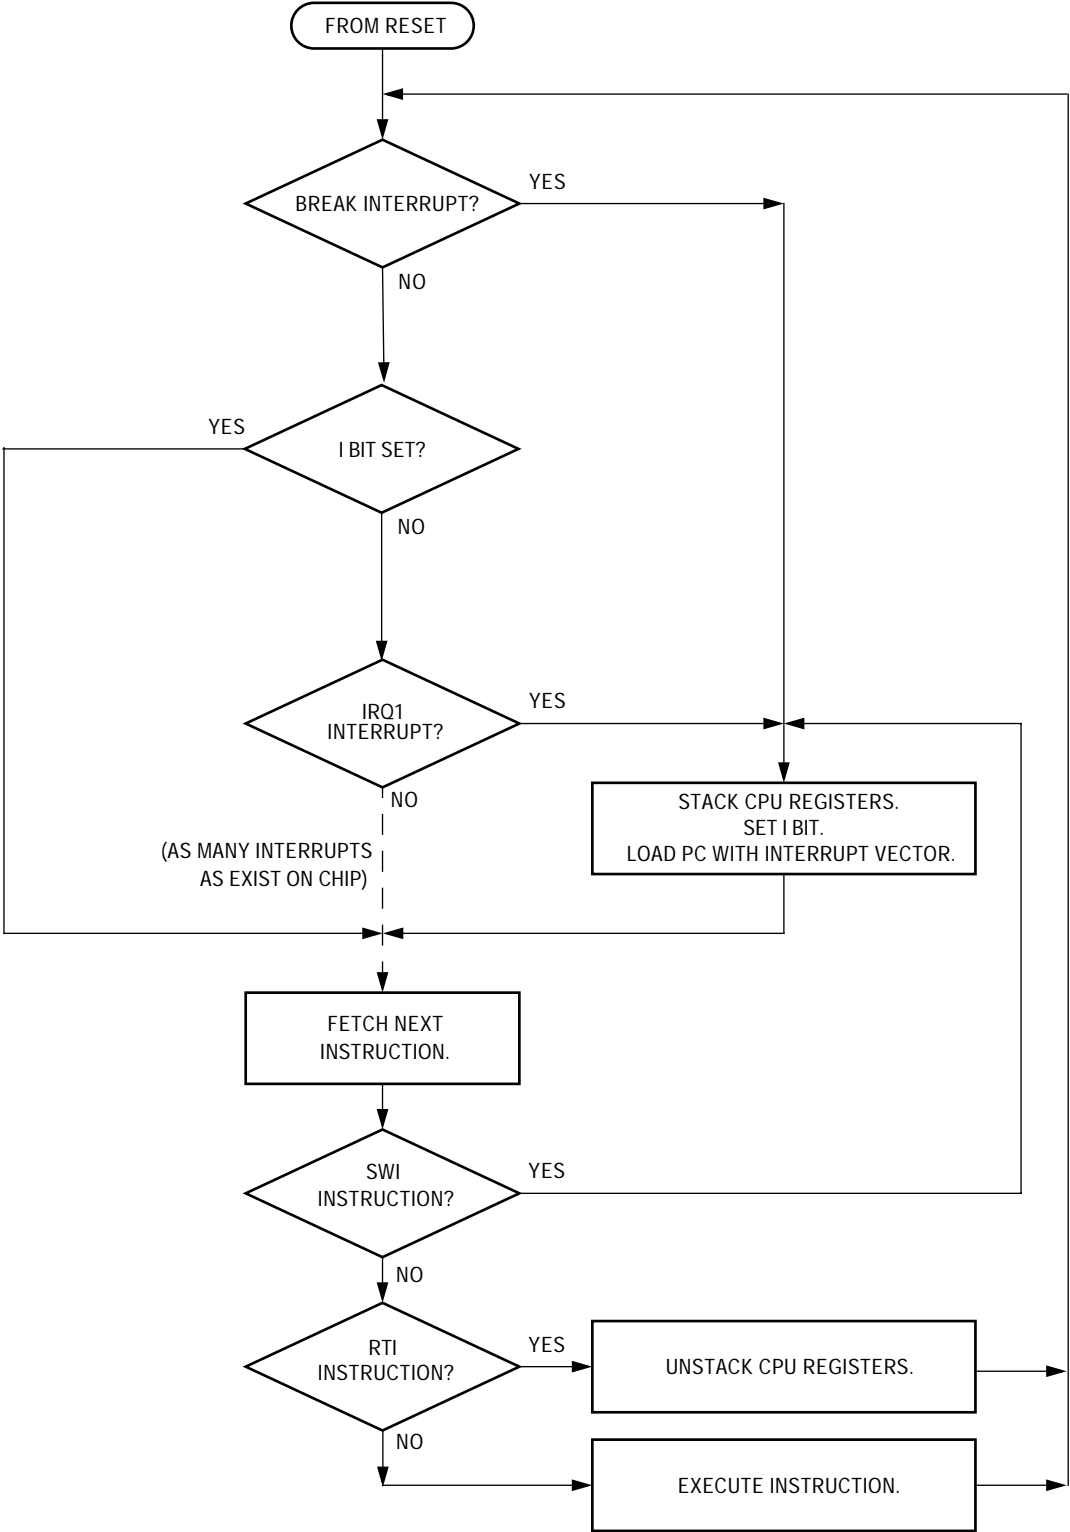 FROM RESET
BREAK INTERRUPT?
YES
NO
YES
I BIT SET?
NO
IRQ1
INTERRUPT?
YES
NO
STACK CPU REGISTERS.
SET I BIT.
LOAD PC WITH INTERRUPT VECTOR.
(AS MANY INTERRUPTS
AS EXIST ON CHIP)
FETCH NEXT
INSTRUCTION.
SWI
INSTRUCTION?
YES
NO
RTI
INSTRUCTION?
YES
UNSTACK CPU REGISTERS.
NO
EXECUTE INSTRUCTION.